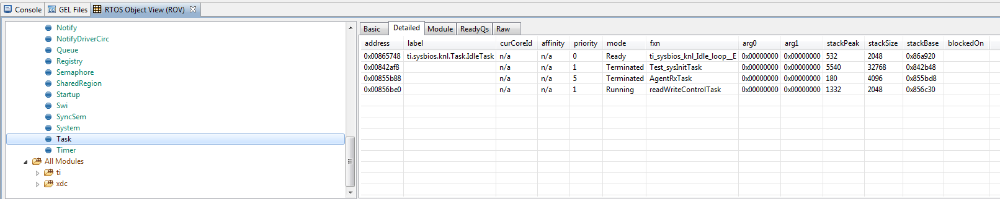 Console GEL Files RTOS Object View (ROV)
Notify
NotifyDriverCirc
Queue
Registry
Semaphore
SharedRegion
Startup
Swi
SyncSem
System
Task
Timer
All Modules
ti
xdc
Basic Detailed Module ReadyQs Raw
address label curCoreId affinity priority mode fxn arg0 arg1 stackPeak stackSize stackBase blockedOn
0x00865748 ti.sysbios.knl.Task.IdleTask n/a n/a 0 Ready ti_sysbios_knl_Idle_loop__E 0x00000000 0x00000000 532 2048 0x86a920
0x00842af8 n/a n/a 1 Terminated Test_sysInitTask 0x00000000 0x00000000 5540 32768 0x842b48
0x00855b88 n/a n/a 5 Terminated AgentRxTask 0x00000000 0x00000000 180 4096 0x855bd8
0x00856be0 n/a n/a 1 Running readWriteControlTask 0x00000000 0x00000000 1332 2048 0x856c30